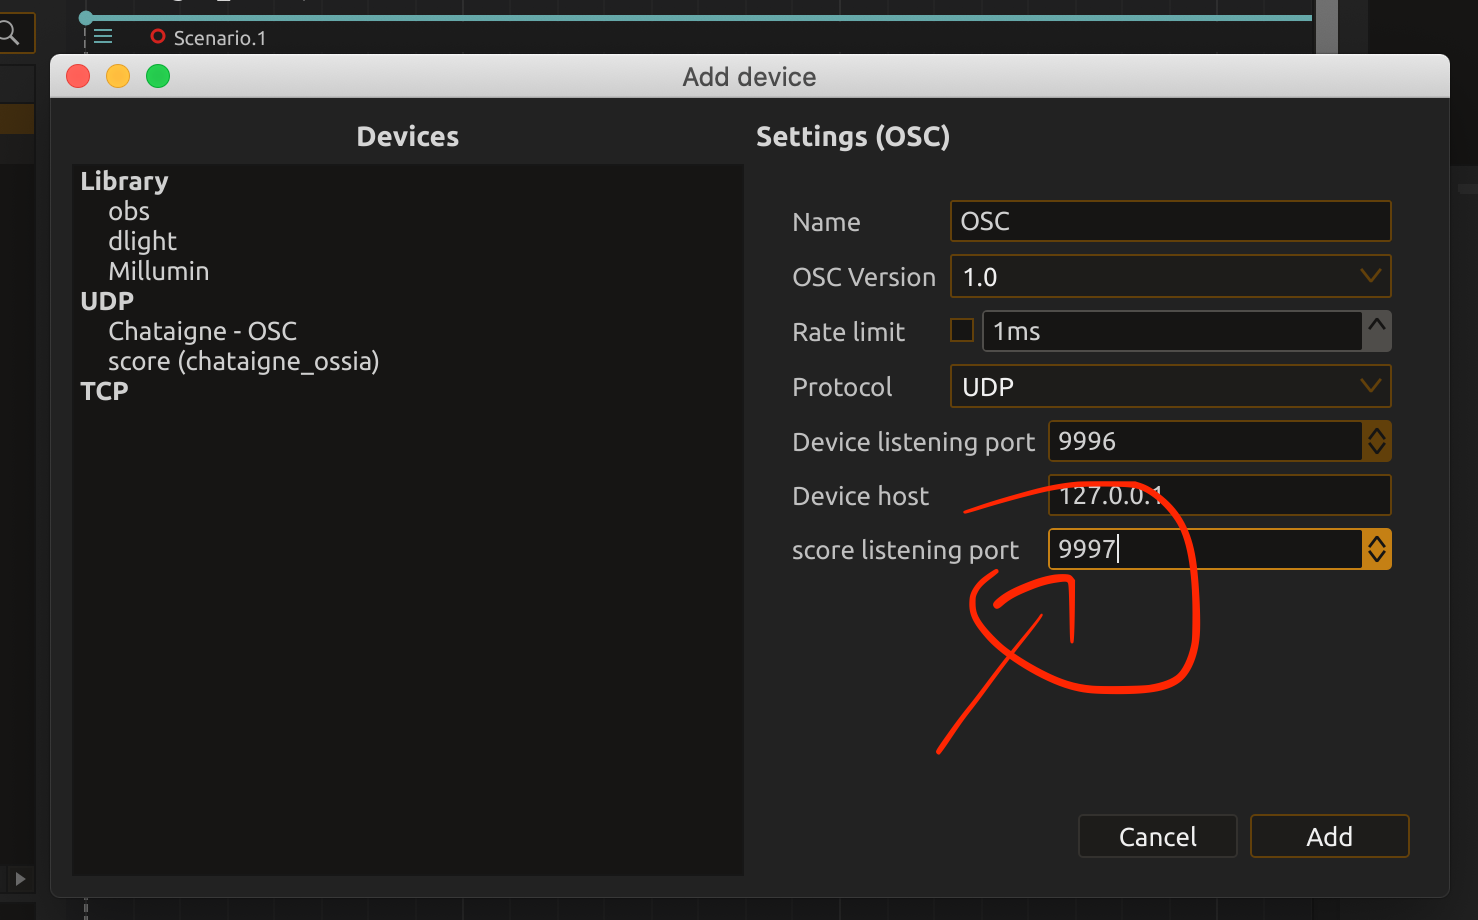 Scenario.1
Add device
Devices
Settings (OSC)
Library
obs
dlight
Millumin
UDP
Chataigne - OSC
score (chataigne_ossia)
TCP
Name OSC
OSC Version 1.0
Rate limit 1ms
Protocol UDP
Device listening port 9996
Device host 127.0.0.1
score listening port 9997
Cancel Add